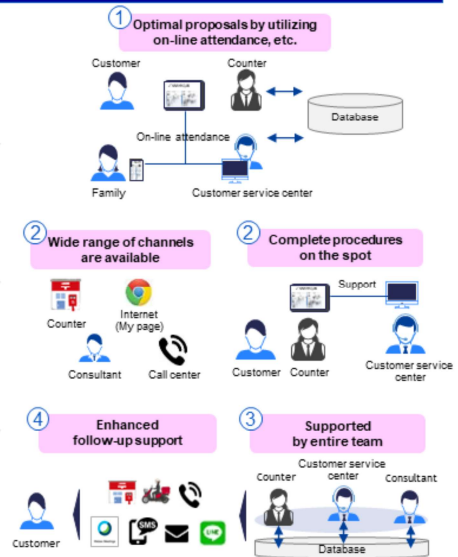 1
Optimal proposals by utilizing
on-line attendance, etc.
Customer
Counter
Database
On-line attendance
Family
Customer service center
2
Wide range of channels
are available
Counter
Internet
(My page)
Consultant
Call center
2
Complete procedures
on the spot
Support
Customer
Counter
Customer service
center
4
Enhanced
follow-up support
SMS
LINE
Customer
3
Supported
by entire team
Counter
Customer service
center
Consultant
Database